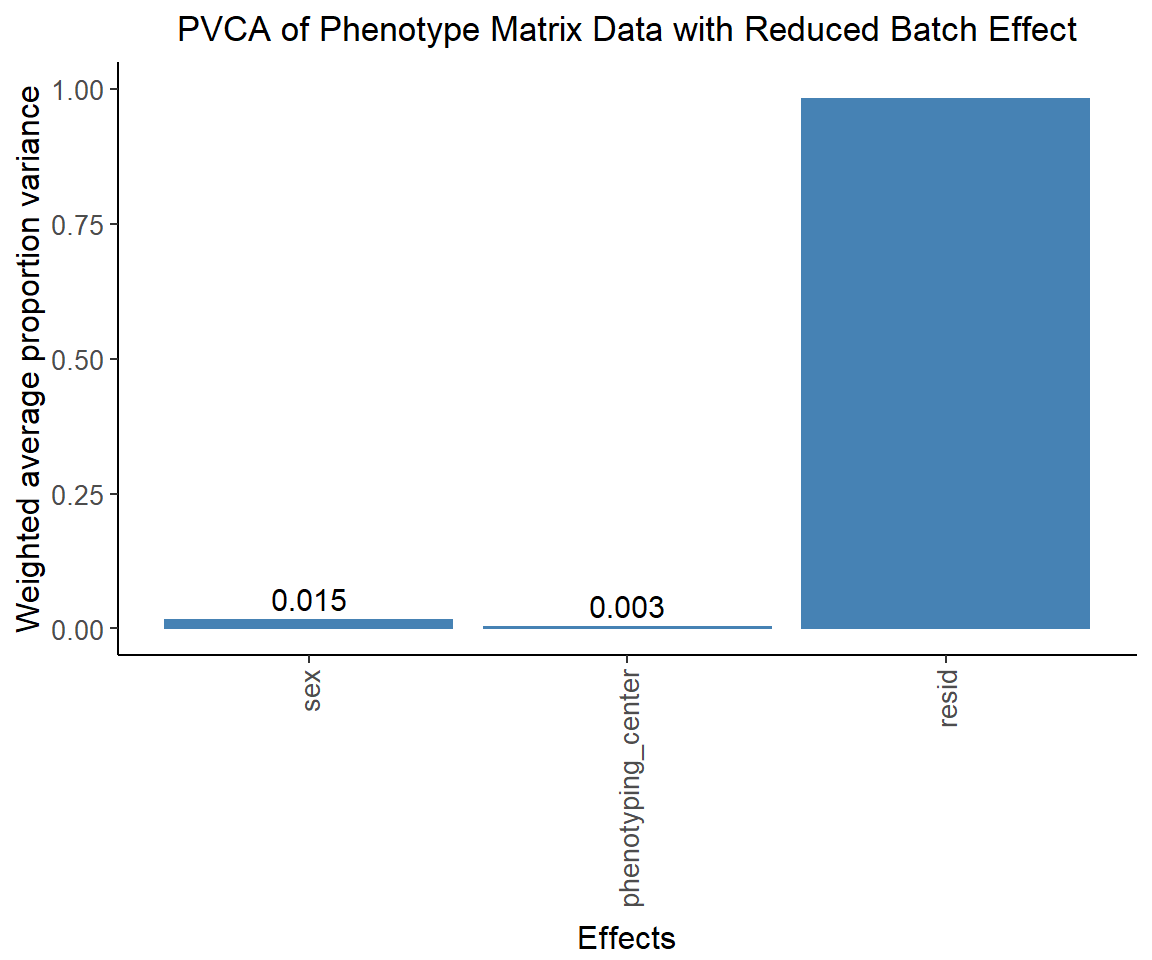 PVCA of Phenotype Matrix Data with Reduced Batch Effect
Weighted average proportion variance
1.00
0.75
0.50
0.25
0.00
0.015
0.003
sex
phenotyping_center
resid
Effects